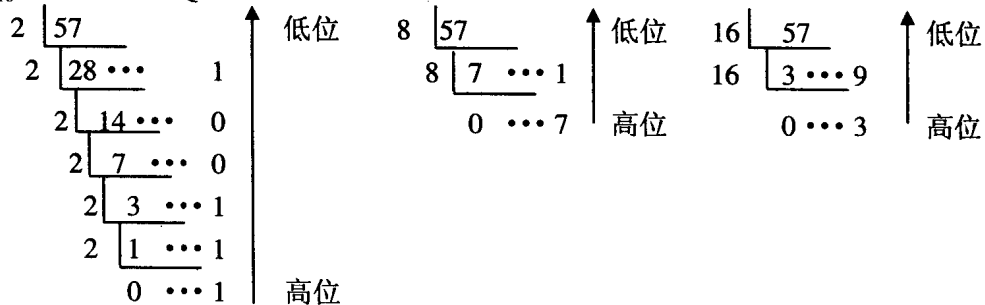 2 57 低位 8 57 低位 16 57 低位
2 28 ··· 1 8 7 ··· 1 16 3 ··· 9
2 14 ··· 0 0 ··· 7 高位 0 ··· 3 高位
2 7 ··· 0
2 3 ··· 1
2 1 ··· 1
0 ··· 1 高位